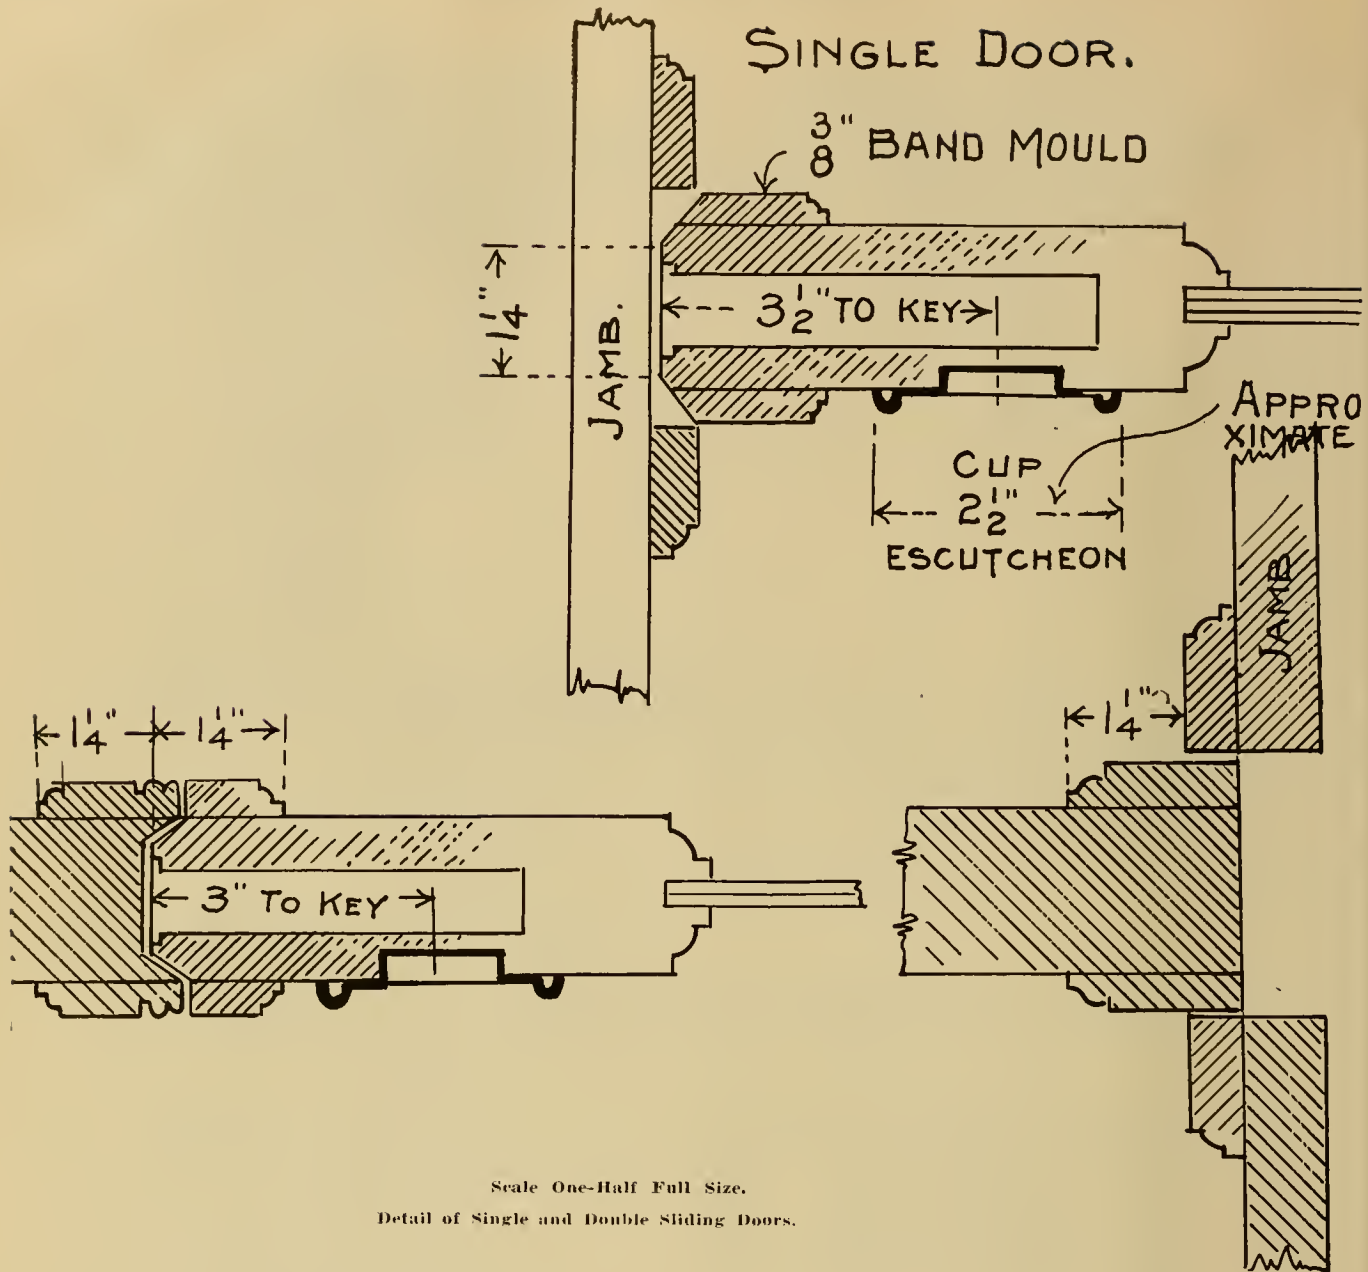 SINGLE DOOR.
3/8" BAND MOULD
1 1/4"
JAMB.
3 1/2" TO KEY
APPRO
XIMATE
CUP
2 1/2"
ESCUTCHEON
JAMB
1 1/4" 1 1/4"
1 1/4"
3" TO KEY
Scale One-Half Full Size.
Detail of Single and Double Sliding Doors.